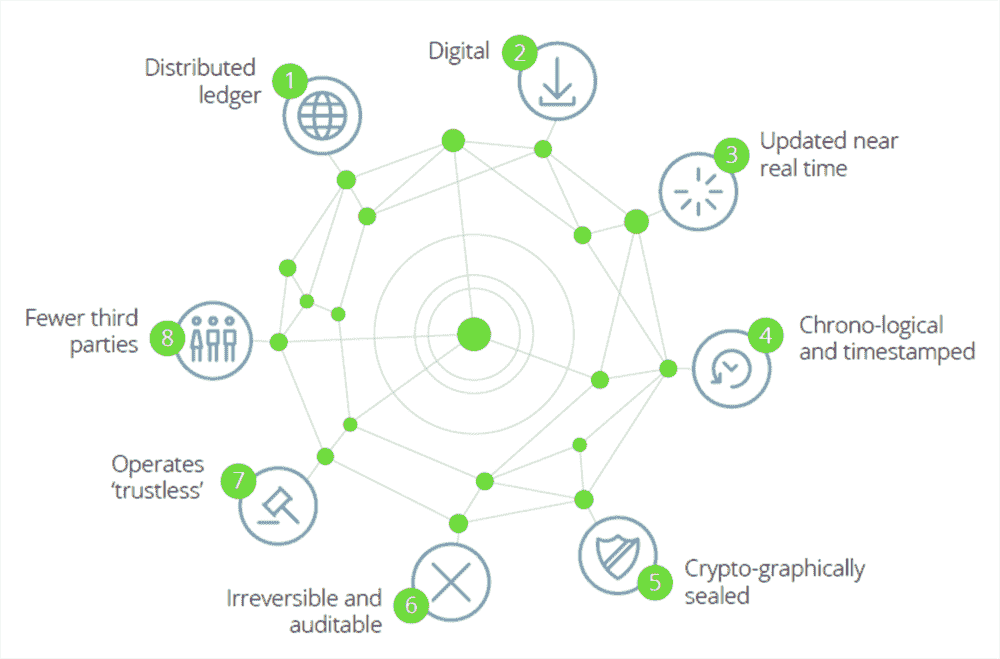 1
Distributed
ledger
2
Digital
3
Updated near
real time
4
Chrono-logical
and timestamped
5
Crypto-graphically
sealed
6
Irreversible and
auditable
7
Operates
‘trustless’
8
Fewer third
parties